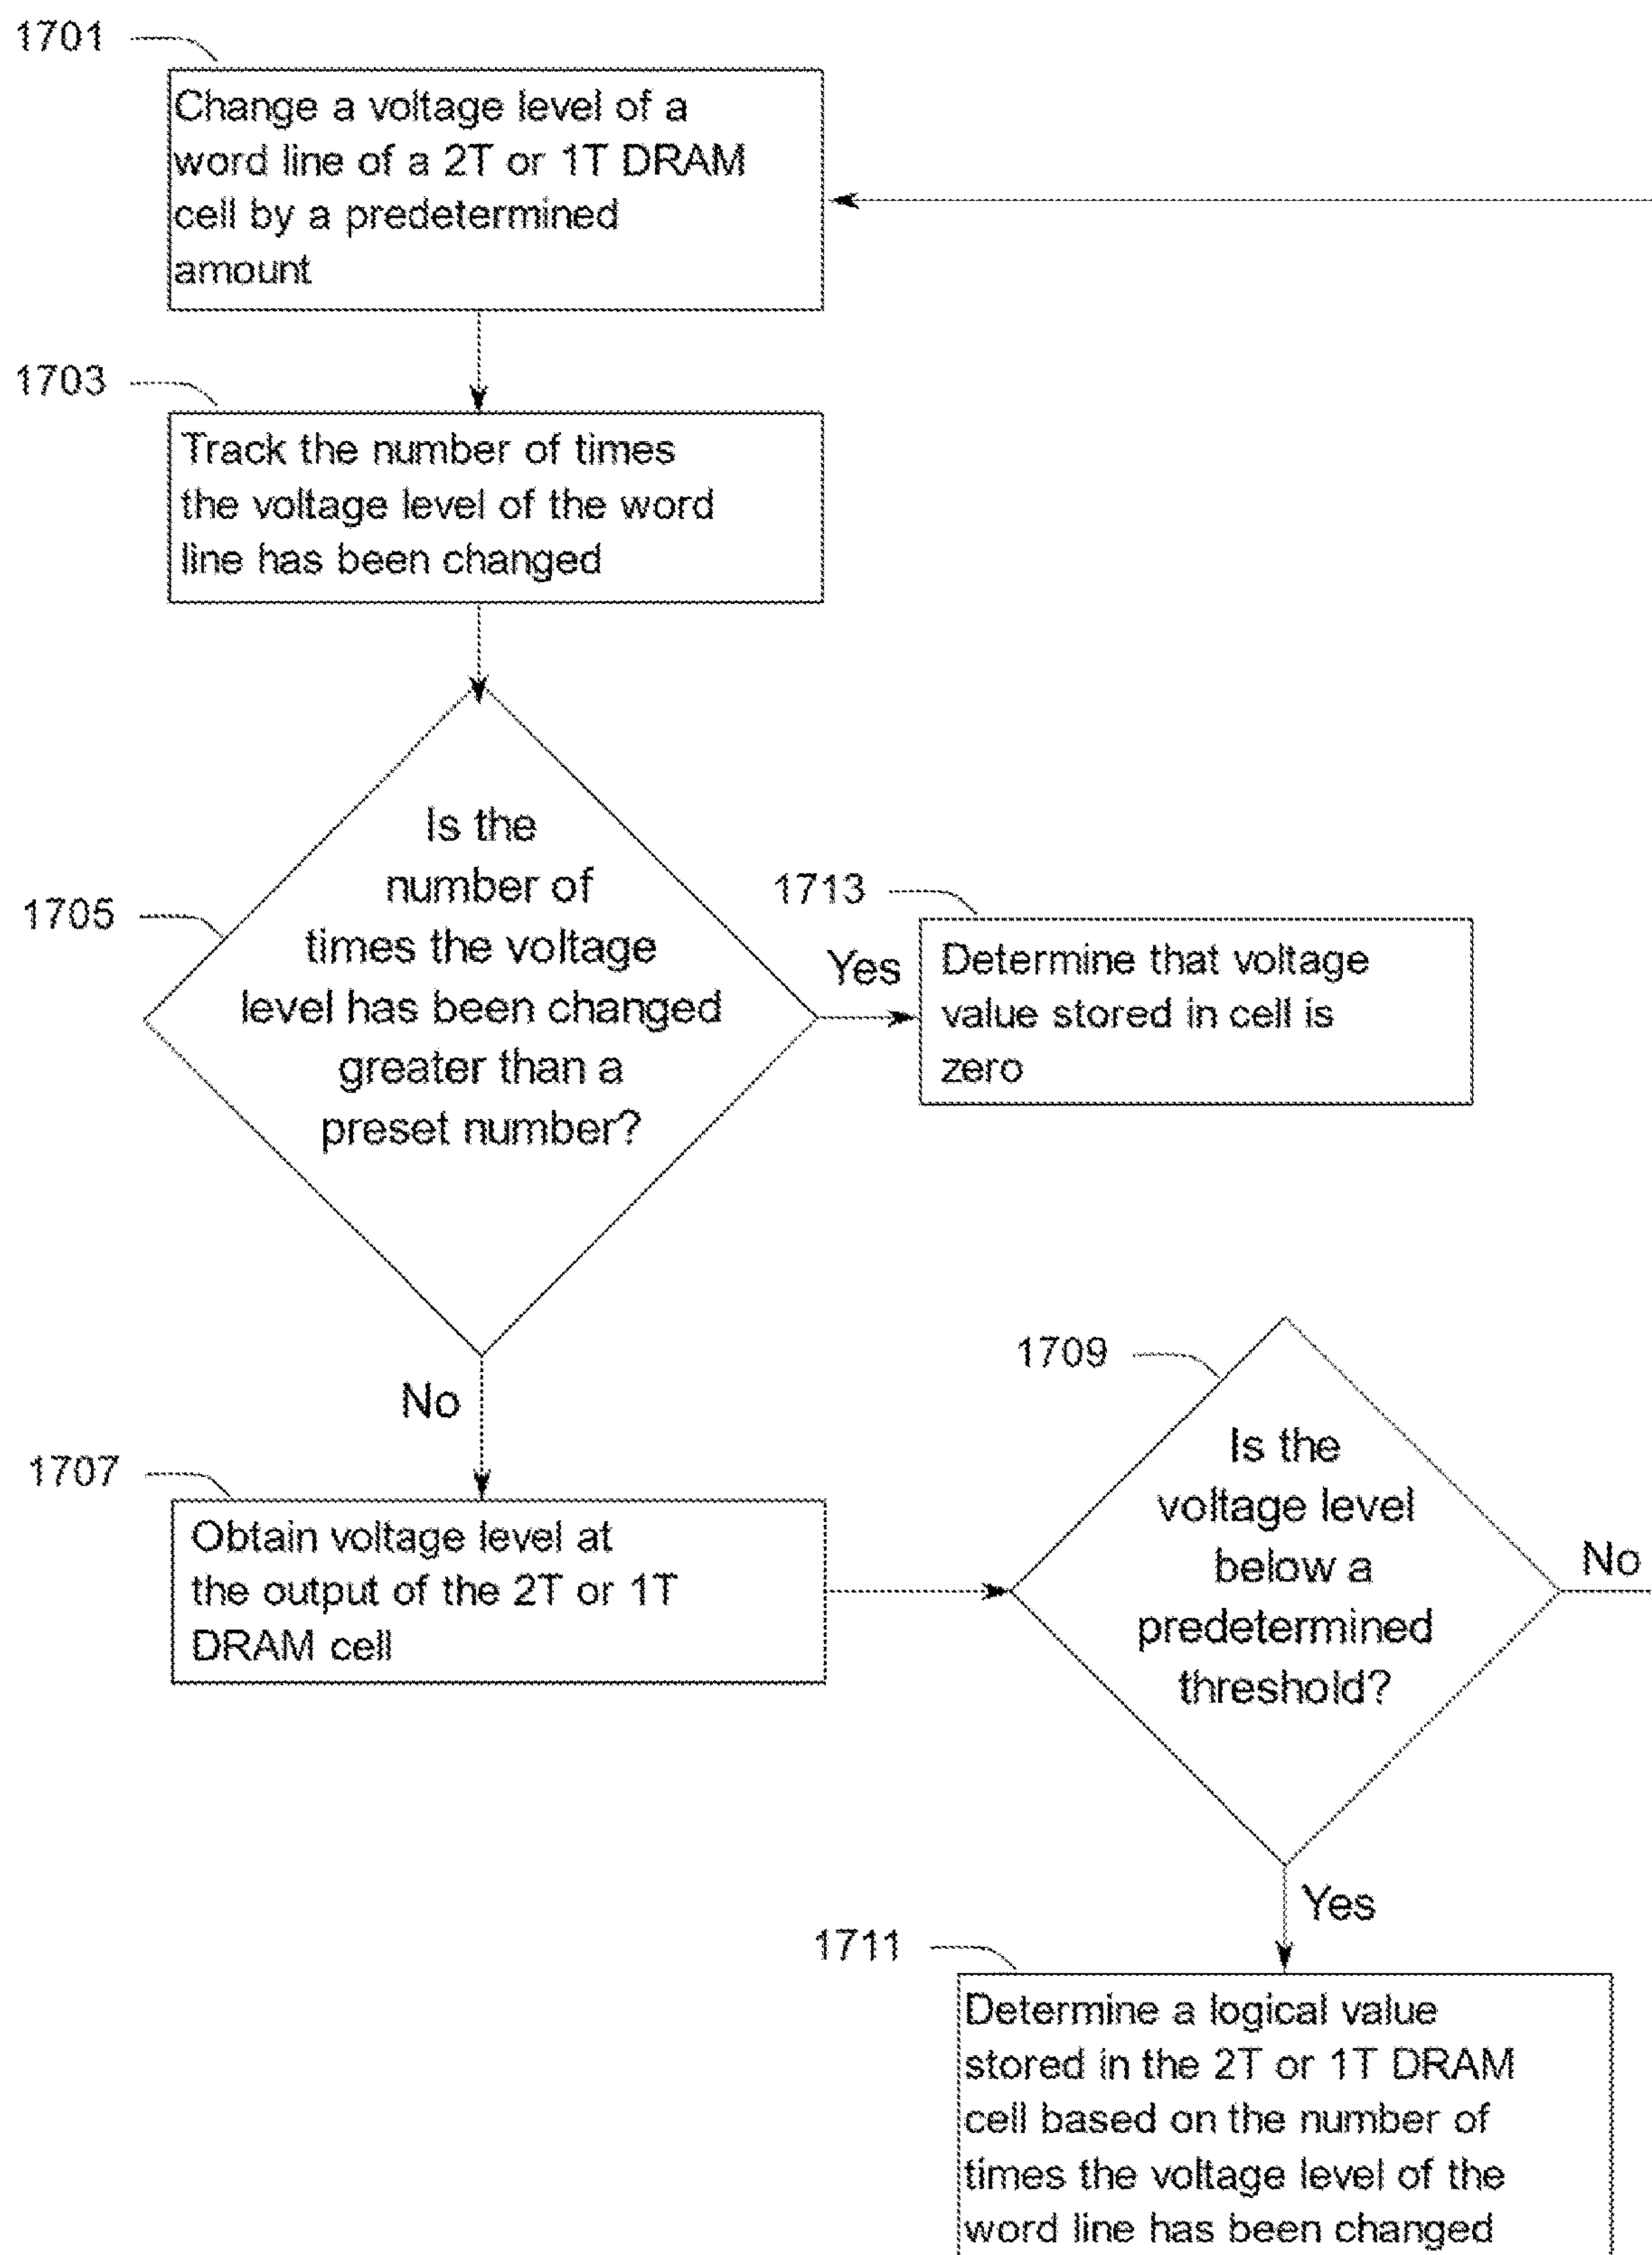 1701
Change a voltage level of a
word line of a 2T or 1T DRAM
cell by a predetermined
amount
1703
Track the number of times
the voltage level of the word
line has been changed
1705
Is the
number of
times the voltage
level has been changed
greater than a
preset number?
Yes
1713
Determine that voltage
value stored in cell is
zero
No
1707
Obtain voltage level at
the output of the 2T or 1T
DRAM cell
1709
Is the
voltage level
below a
predetermined
threshold?
No
Yes
1711
Determine a logical value
stored in the 2T or 1T DRAM
cell based on the number of
times the voltage level of the
word line has been changed